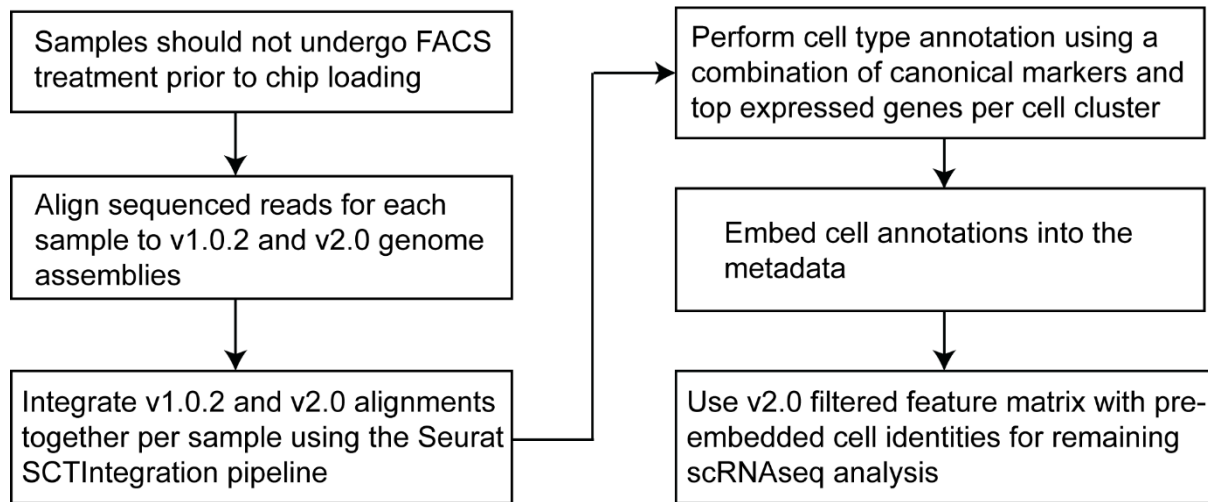 Samples should not undergo FACS
treatment prior to chip loading
Align sequenced reads for each
sample to v1.0.2 and v2.0 genome
assemblies
Integrate v1.0.2 and v2.0 alignments
together per sample using the Seurat
SCTIntegration pipeline
Perform cell type annotation using a
combination of canonical markers and
top expressed genes per cell cluster
Embed cell annotations into the
metadata
Use v2.0 filtered feature matrix with pre-
embedded cell identities for remaining
scRNAseq analysis